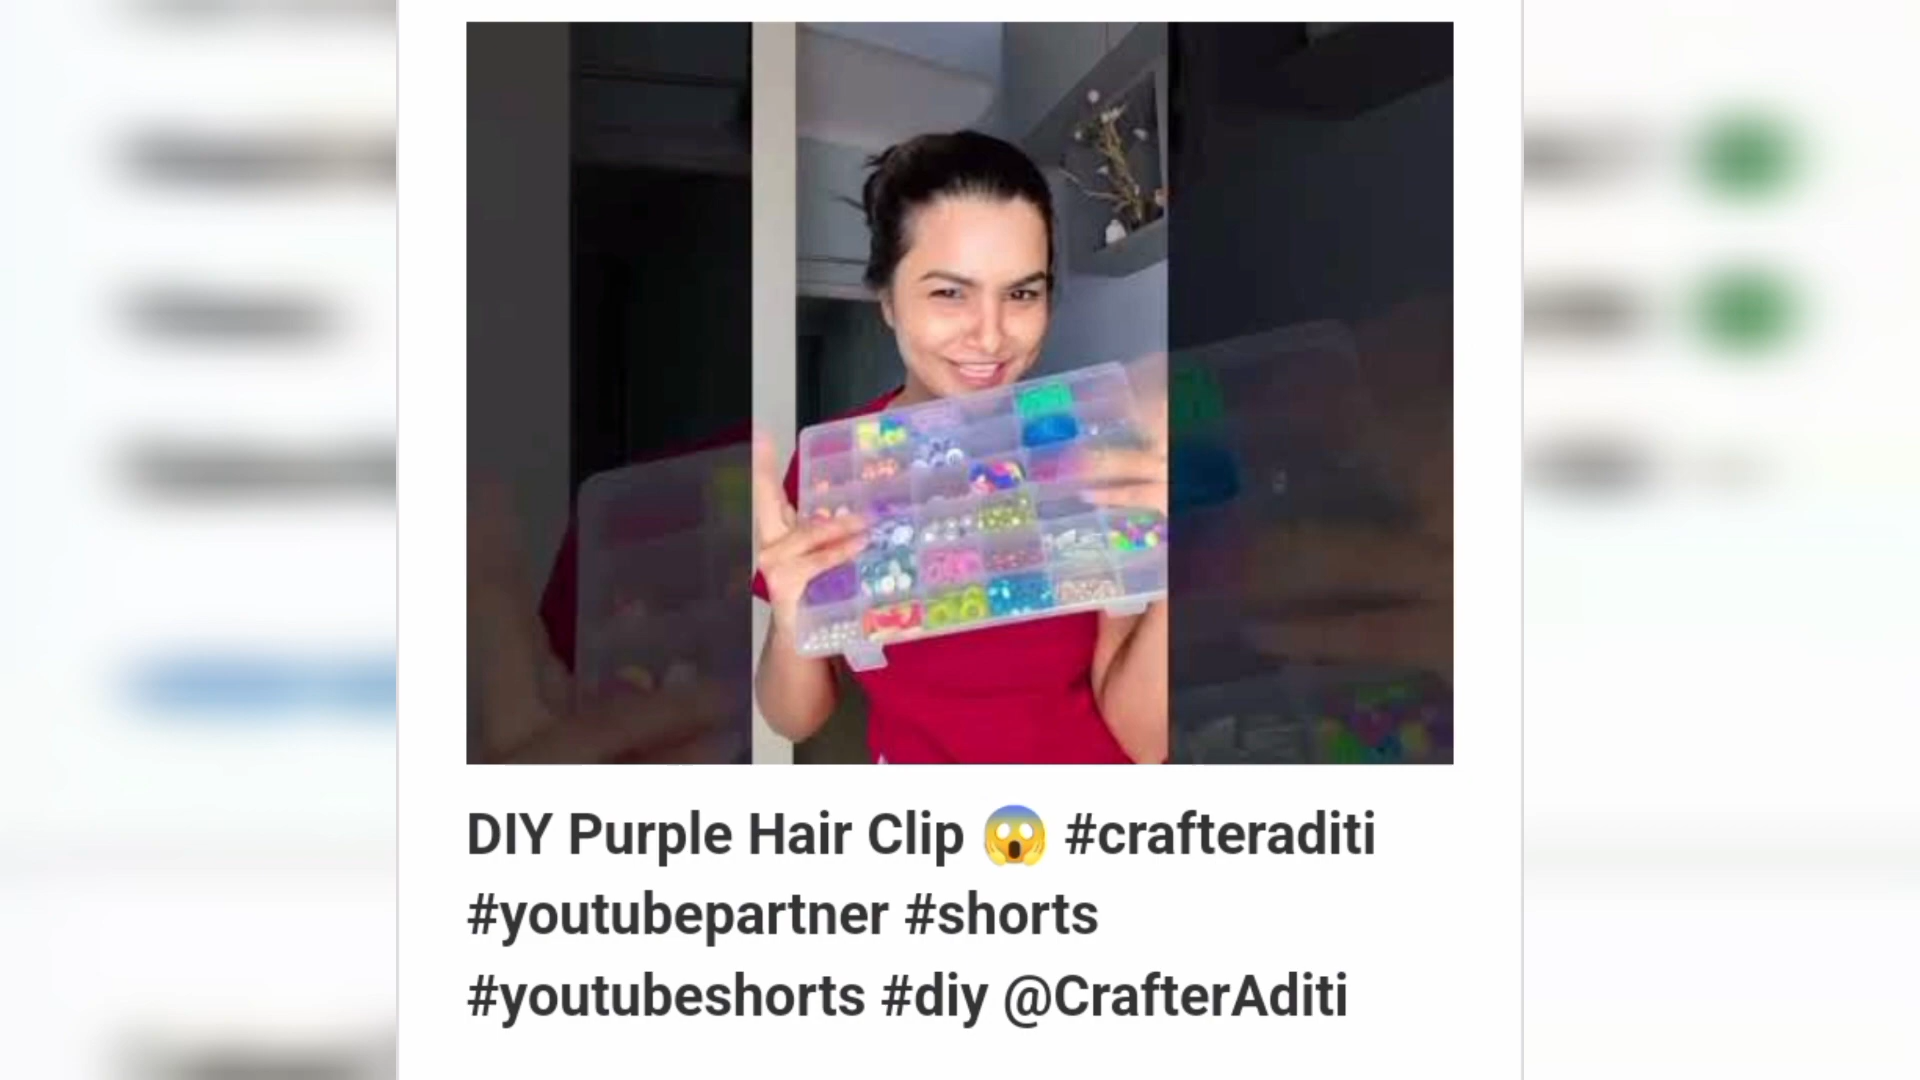 DIY Purple Hair Clip 😱 #crafteraditi
#youtubepartner #shorts
#youtubeshorts #diy @CrafterAditi